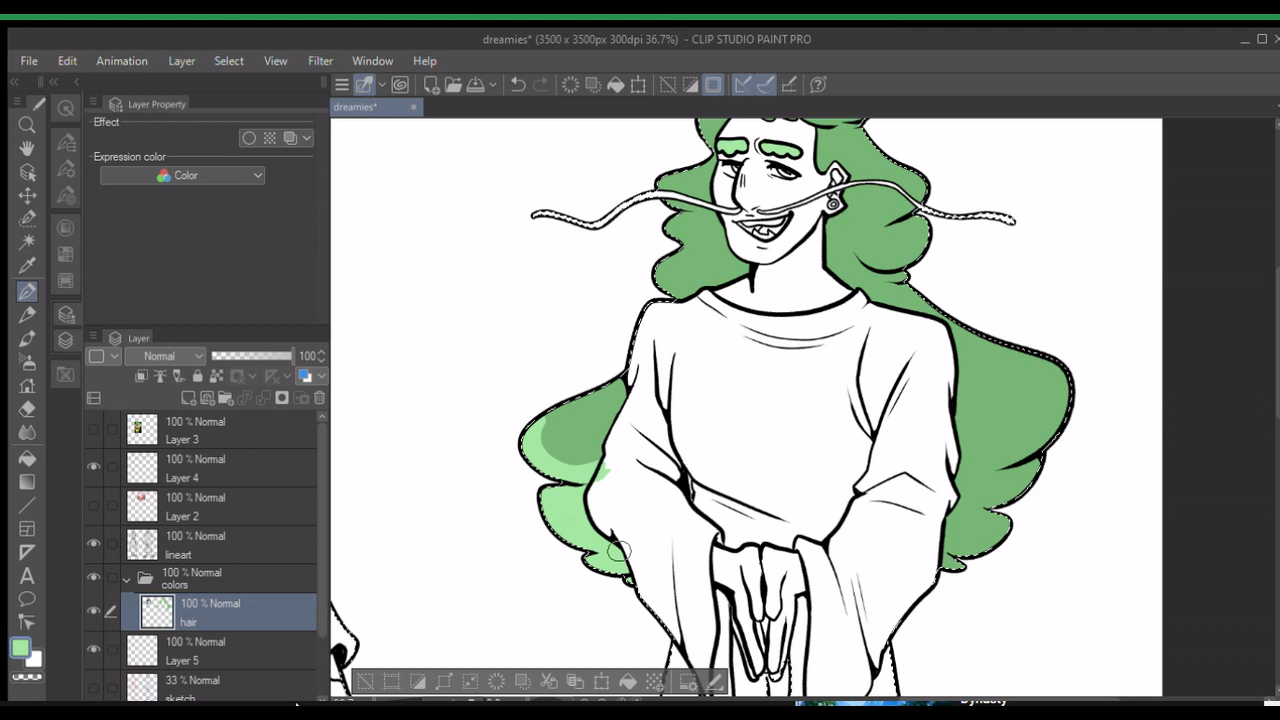 dreamies* (3500 x 3500px 300dpi 36.7%) - CLIP STUDIO PAINT PRO
File Edit Animation Layer Select View Filter Window Help
Layer Property
dreamies*
Effect
Expression color
Color
Layer
Normal 100
100 % Normal
Layer 3
100 % Normal
Layer 4
100 % Normal
Layer 2
100 % Normal
lineart
100 % Normal
colors
100 % Normal
hair
100 % Normal
Layer 5
33 % Normal
sketch
Dynasty